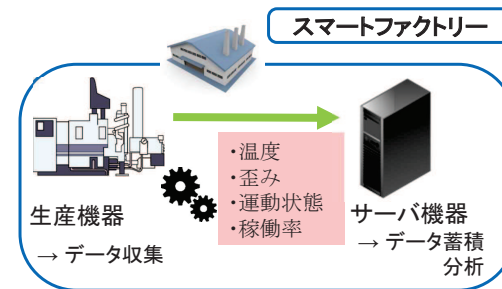 スマートファクトリー
・温度
・歪み
・運動状態
・稼働率
生産機器
→ データ収集
サーバ機器
→ データ蓄積
分析